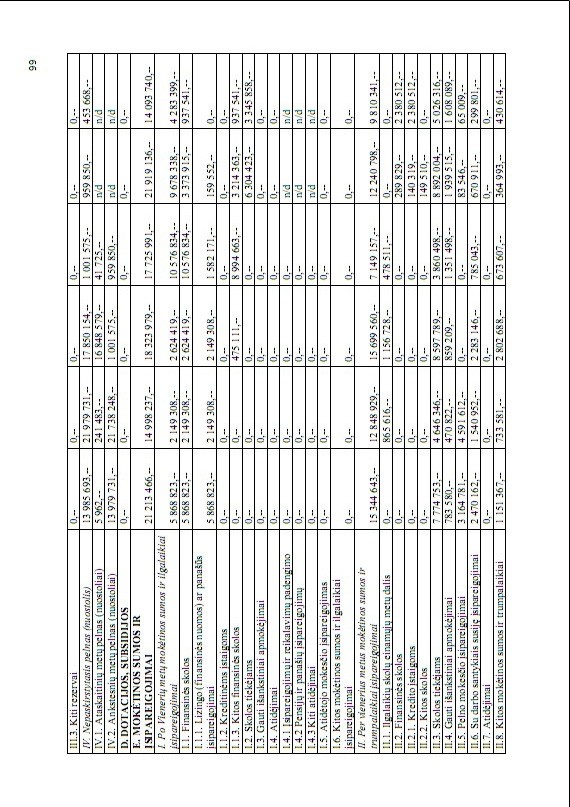 99
III.3. Kiti rezervai 0,-- 0,-- 0,-- 0,-- 0,-- 0,--
IV. Nepaskirstytasis pelnas (nuostolis) 13 985 693,-- 21 979 731,-- 17 850 154,-- 1 001 575,-- 959 850,-- 453 668,--
IV.1. Ataskaitinių metų pelnas (nuostoliai) 5 962,-- 241 483,-- 16 848 579,-- 41 725,-- n/d n/d
IV.2. Ankstesnių metų pelnas (nuostoliai) 13 979 731,-- 21 738 248,-- 1 001 575,-- 959 850,-- n/d n/d
D. DOTACIJOS, SUBSIDIJOS 0,-- 0,-- 0,-- 0,-- 0,-- 0,--
E. MOKĖTINOS SUMOS IR
ĮSIPAREIGOJIMAI 21 213 466,-- 14 998 237,-- 18 323 979,-- 17 725 991,-- 21 919 136,-- 14 093 740,--
I. Po Vienerių metų mokėtinos sumos ir ilgalaikiai
įsipareigojimai 5 868 823,-- 2 149 308,-- 2 624 419,-- 10 576 834,-- 9 678 338,-- 4 283 399,--
I.1. Finansinės skolos 5 868 823,-- 2 149 308,-- 2 624 419,-- 10 576 834,-- 3 373 915,-- 937 541,--
I.1.1. Lizingo (finansinės nuomos) ar panašūs
įsipareigojimai 5 868 823,-- 2 149 308,-- 2 149 308,-- 1 582 171,-- 159 552,-- 0,--
I.1.2. Kreditinėms įstaigoms 0,-- 0,-- 0,-- 0,-- 0,-- 0,--
I.1.3. Kitos finansinės skolos 0,-- 0,-- 475 111,-- 8 994 663,-- 3 214 363,-- 937 541,--
I.2. Skolos tiekėjams 0,-- 0,-- 0,-- 0,-- 6 304 423,-- 3 345 858,--
I.3. Gauti išankstiniai apmokėjimai 0,-- 0,-- 0,-- 0,-- 0,-- 0,--
I.4. Atidėjimai 0,-- 0,-- 0,-- 0,-- 0,-- 0,--
I.4.1 Įsipareigojimų ir reikalavimų padengimo 0,-- 0,-- 0,-- 0,-- n/d n/d
I.4.2 Pensijų ir panašių įsipareigojimų 0,-- 0,-- 0,-- 0,-- n/d n/d
I.4.3 Kiti atidėjimai 0,-- 0,-- 0,-- 0,-- n/d n/d
I.5. Atidėtojo mokesčio įsipareigojimas 0,-- 0,-- 0,-- 0,-- 0,-- 0,--
I.6. Kitos mokėtinos sumos ir ilgalaikiai
įsipareigojimai 0,-- 0,-- 0,-- 0,-- 0,-- 0,--
II. Per vienerius metus mokėtinos sumos ir
trumpalaikiai įsipareigojimai 15 344 643,-- 12 848 929,-- 15 699 560,-- 7 149 157,-- 12 240 798,-- 9 810 341,--
II.1. Ilgalaikių skolų einamųjų metų dalis 0,-- 865 616,-- 1 156 728,-- 478 511,-- 0,-- 0,--
II.2. Finansinės skolos 0,-- 0,-- 0,-- 0,-- 289 829,-- 2 380 512,--
II.2.1. Kredito įstaigoms 0,-- 0,-- 0,-- 0,-- 140 319,-- 2 380 512,--
II.2.2. Kitos skolos 0,-- 0,-- 0,-- 0,-- 149 510,-- 0,--
II.3. Skolos tiekėjams 7 774 753,-- 4 646 346,-- 8 597 789,-- 3 860 498,-- 8 892 004,-- 5 026 316,--
II.4. Gauti išankstiniai apmokėjimai 783 580,-- 470 822,-- 859 209,-- 1 351 498,-- 1 939 515,-- 1 608 089,--
II.5. Pelno mokesčio įsipareigojimai 3 164 781,-- 4 591 612,-- 0,-- 0,-- 83 546,-- 65 009,--
II.6. Su darbo santykiais susiję įsipareigojimai 2 470 162,-- 1 540 952,-- 2 283 146,-- 785 043,-- 670 911,-- 299 801,--
II.7. Atidėjimai 0,-- 0,-- 0,-- 0,-- 0,-- 0,--
II.8. Kitos mokėtinos sumos ir trumpalaikiai 1 151 367,-- 733 581,-- 2 802 688,-- 673 607,-- 364 993,-- 430 614,--